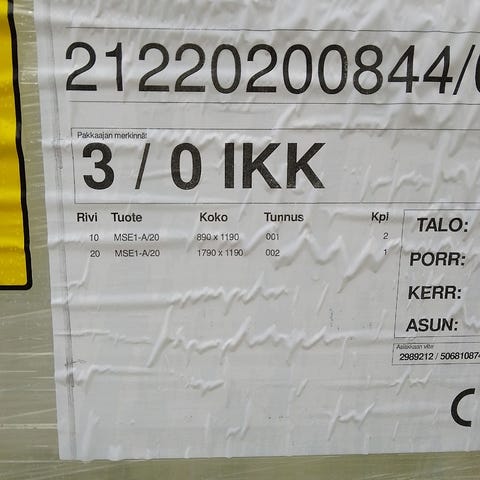 21220200844/
Pakkaajan merkinnät
3 / 0 IKK
Rivi Tuote Koko Tunnus Kpl
10 MSE1-A/20 890 x 1190 001 2
20 MSE1-A/20 1790 x 1190 002 1
TALO:
PORR:
KERR:
ASUN:
Asiakkaan viite
2989212 / 506810874
CE